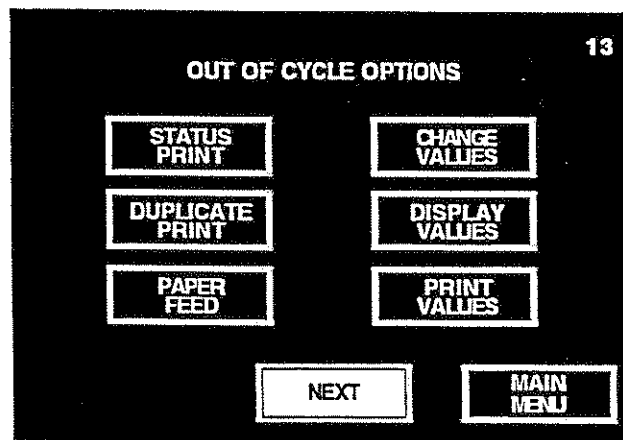 13
OUT OF CYCLE OPTIONS
STATUS
PRINT
CHANGE
VALUES
DUPLICATE
PRINT
DISPLAY
VALUES
PAPER
FEED
PRINT
VALUES
NEXT
MAIN
MENU